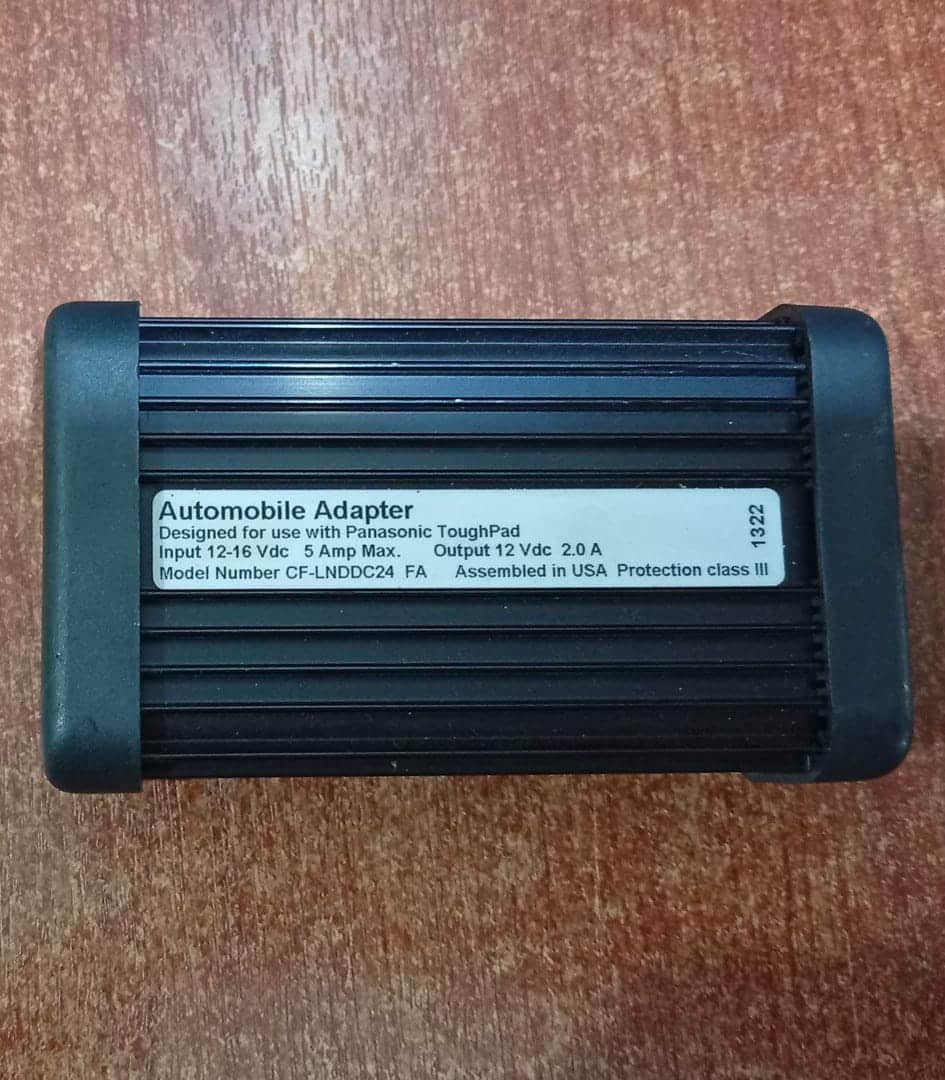 Automobile Adapter
Designed for use with Panasonic ToughPad
Input 12-16 Vdc 5 Amp Max. Output 12 Vdc 2.0 A
Model Number CF-LNDDC24 FA Assembled in USA Protection class III
1322